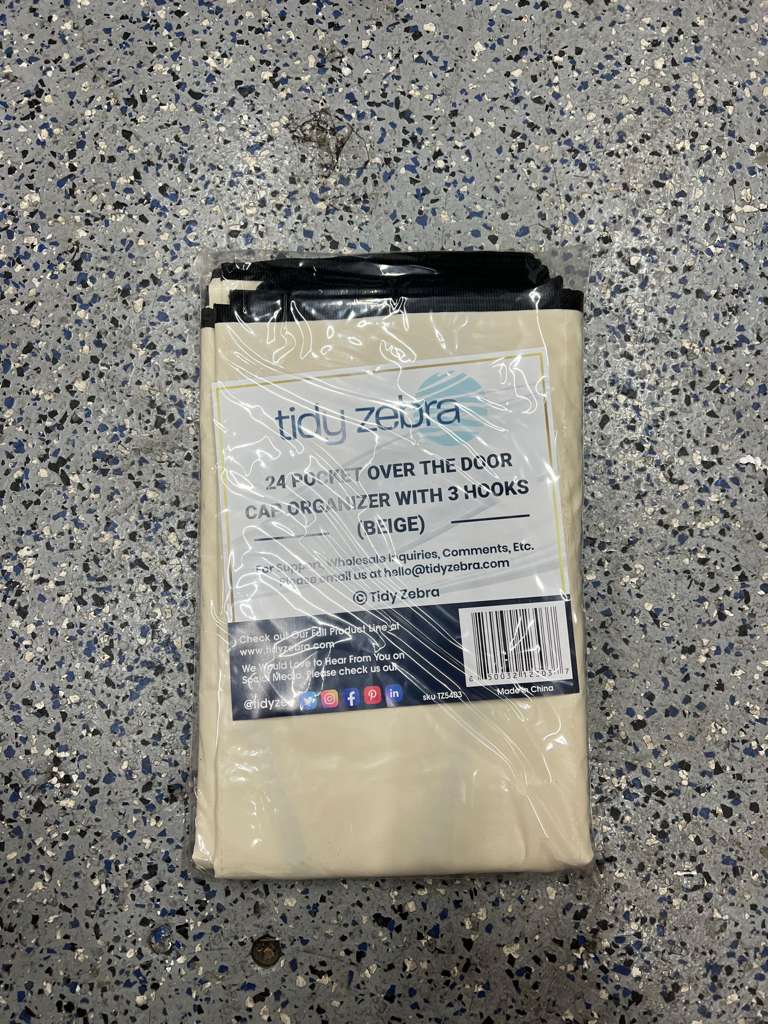 tidy zebra
24 POCKET OVER THE DOOR
CAP ORGANIZER WITH 3 HOOKS
(BEIGE)
For Support, Wholesale Inquiries, Comments, Etc.
Please email us at hello@tidyzebra.com
© Tidy Zebra
Check out Our Full Product Line at
www.tidyzebra.com
We Would Love to Hear From You on
Social Media. Please check us out
sku TZ5403
Made in China